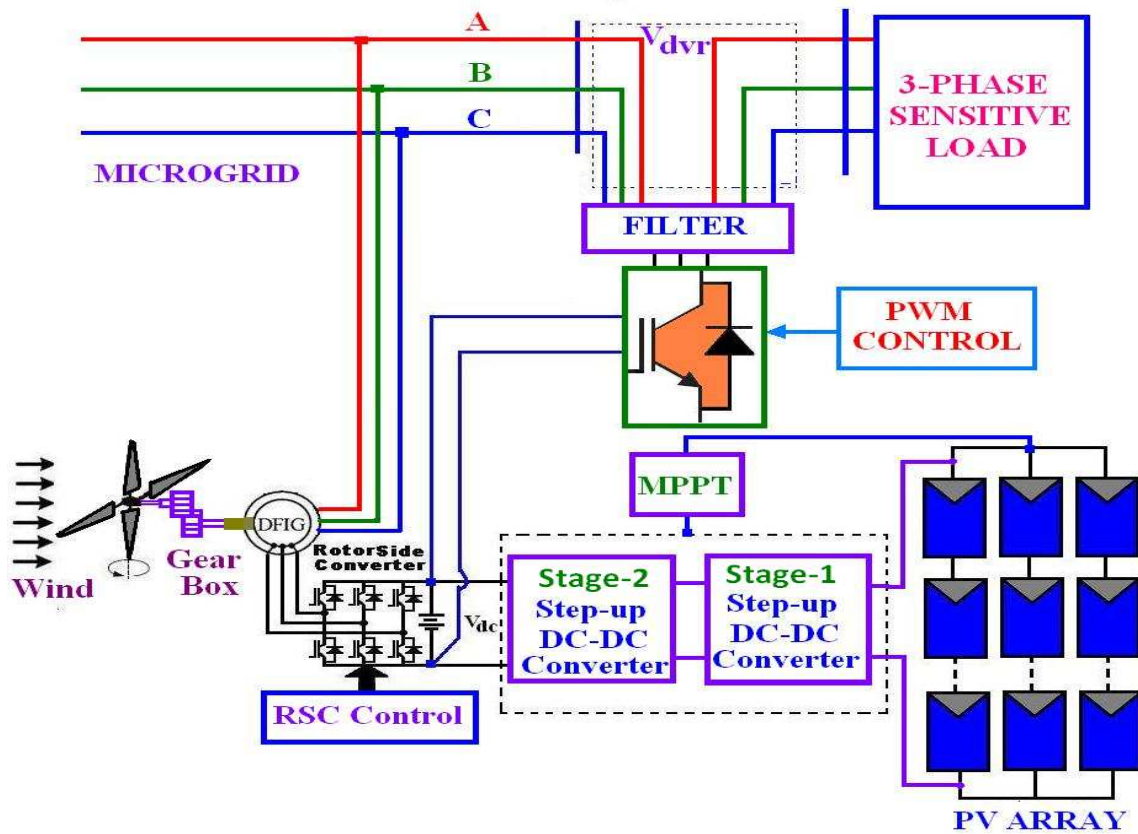 A
V dvr
B
C
3-PHASE
SENSITIVE
LOAD
MICROGRID
FILTER
PWM
CONTROL
MPPT
DFIG
Wind
Gear
Box
RotorSide
Converter
Vdc
Stage-2
Step-up
DC-DC
Converter
Stage-1
Step-up
DC-DC
Converter
RSC Control
PV ARRAY